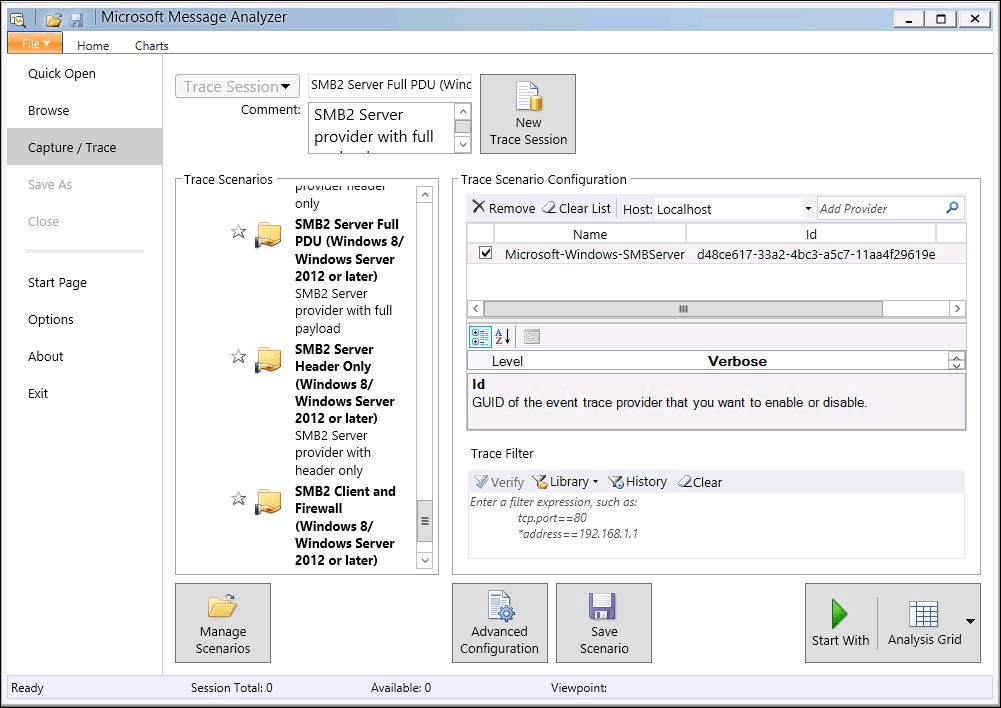 Microsoft Message Analyzer
File
Home
Charts
Quick Open
Browse
Capture / Trace
Save As
Close
Start Page
Options
About
Exit
Trace Session
SMB2 Server Full PDU (Winc
Comment:
SMB2 Server
provider with full
New
Trace Session
Trace Scenarios
provider header
only
SMB2 Server Full
PDU (Windows 8/
Windows Server
2012 or later)
SMB2 Server
provider with full
payload
SMB2 Server
Header Only
(Windows 8/
Windows Server
2012 or later)
SMB2 Server
provider with
header only
SMB2 Client and
Firewall
(Windows 8/
Windows Server
2012 or later)
Trace Scenario Configuration
Remove Clear List Host: Localhost Add Provider
Name Id
Microsoft-Windows-SMBServer d48ce617-33a2-4bc3-a5c7-11aa4f29619e
Level Verbose
Id
GUID of the event trace provider that you want to enable or disable.
Trace Filter
Verify Library History Clear
Enter a filter expression, such as:
tcp.port==80
*address==192.168.1.1
Manage
Scenarios
Advanced
Configuration
Save
Scenario
Start With
Analysis Grid
Ready Session Total: 0 Available: 0 Viewpoint: